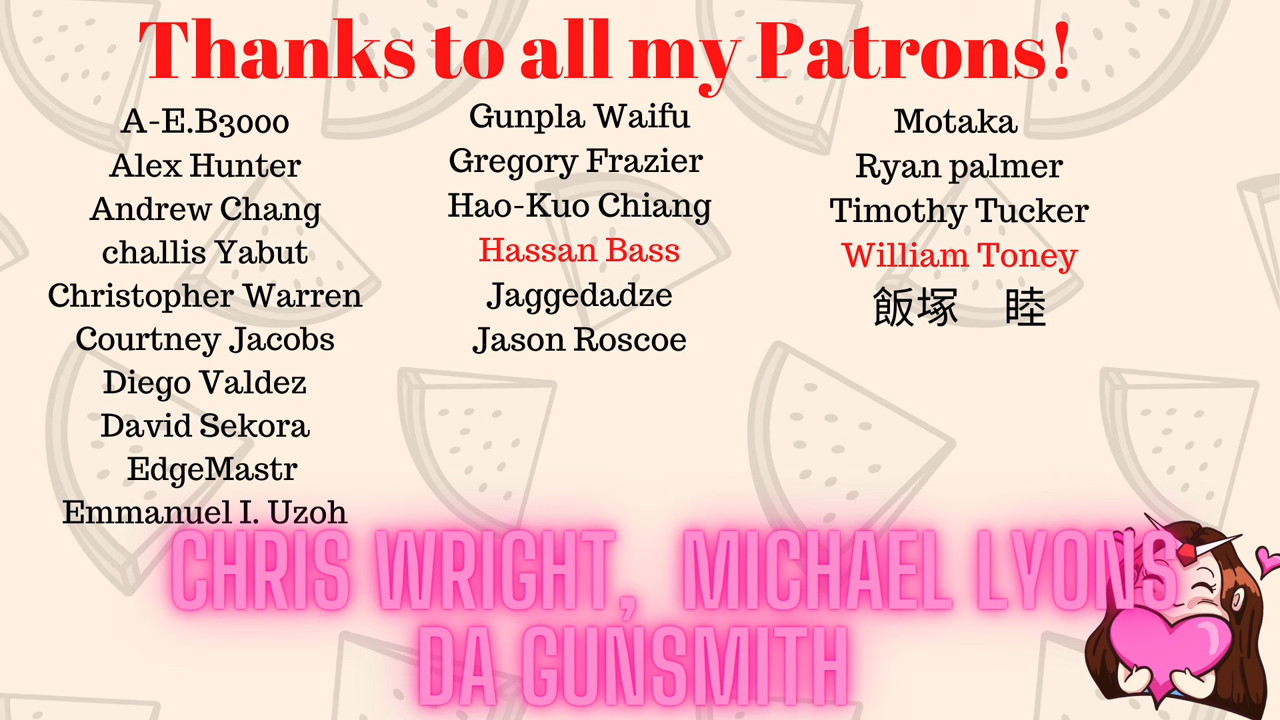 Thanks to all my Patrons!
A-E.B3000
Alex Hunter
Andrew Chang
challis Yabut
Christopher Warren
Courtney Jacobs
Diego Valdez
David Sekora
EdgeMastr
Emmanuel I. Uzoh
Gunpla Waifu
Gregory Frazier
Hao-Kuo Chiang
Hassan Bass
Jaggedadze
Jason Roscoe
Motaka
Ryan palmer
Timothy Tucker
William Toney
飯塚　睦
CHRIS WRIGHT, MICHAEL LYONS
DA GUNSMITH